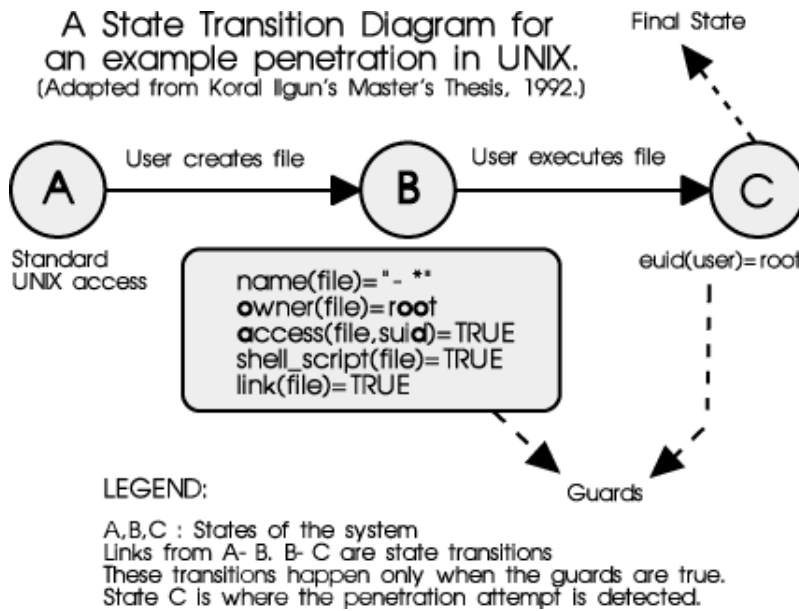 A State Transition Diagram for
an example penetration in UNIX.
(Adapted from Koral Ilgun's Master's Thesis, 1992.)
Final State
A
User creates file
B
User executes file
C
Standard
UNIX access
euid(user)=root
name(file)="- *"
owner(file)=root
access(file,suid)=TRUE
shell_script(file)=TRUE
link(file)=TRUE
Guards
LEGEND:
A,B,C : States of the system
Links from A- B. B- C are state transitions
These transitions happen only when the guards are true.
State C is where the penetration attempt is detected.